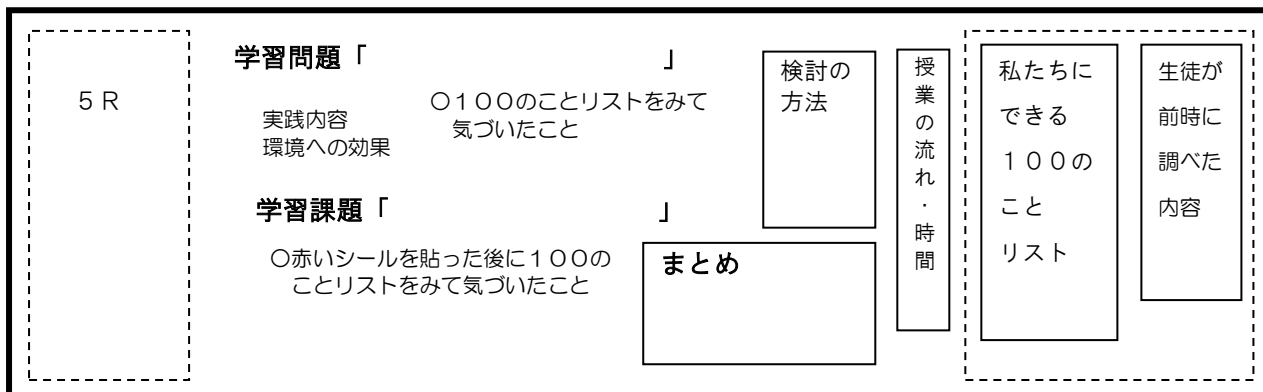 5R
学習問題「　　　　　　　　　　　」
実践内容
環境への効果
○100のことリストをみて
気づいたこと
学習課題「　　　　　　　　　　　」
○赤いシールを貼った後に100の
ことリストをみて気づいたこと
検討の
方法
まとめ
授業の流れ・時間
私たちに
できる
100の
こと
リスト
生徒が
前時に
調べた
内容